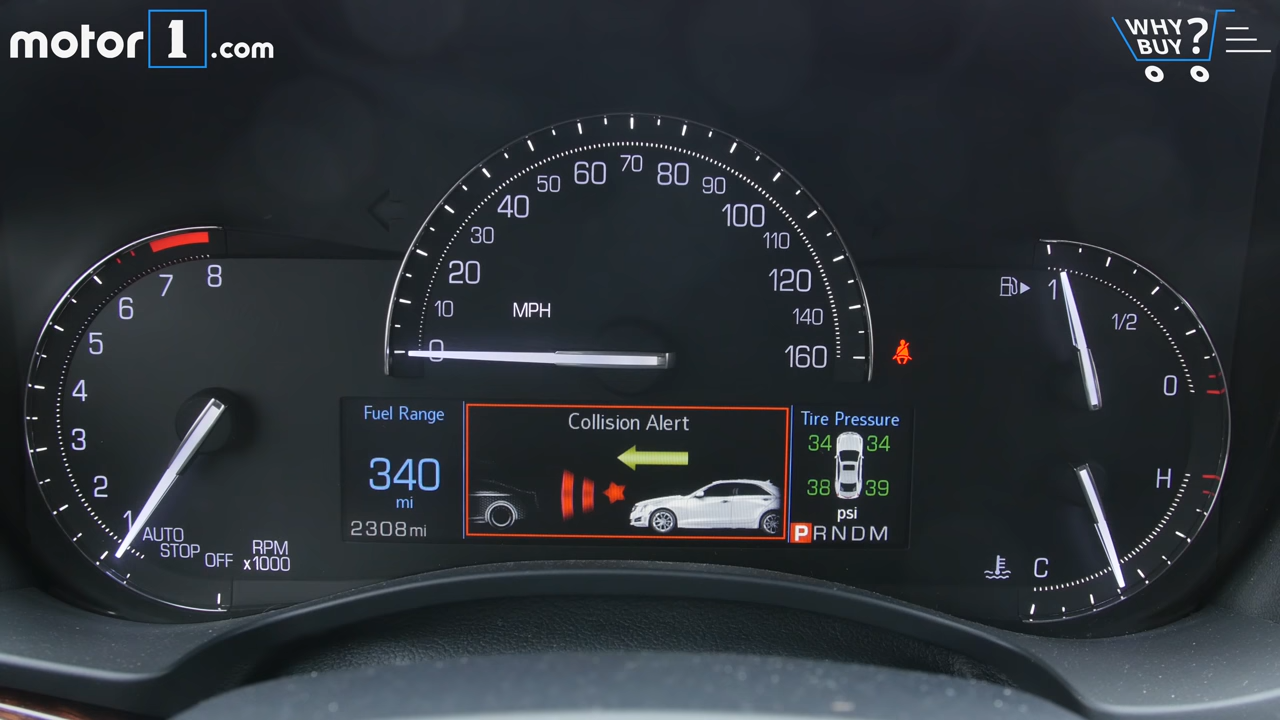 motor1.com
WHY
BUY?
70
60 80
50 90
40 100
30 110
20 120
10 MPH 140
0 160
8
7
6
5
4
3
2
1
AUTO
STOP
OFF
RPM
x1000
Fuel Range
340
mi
2308mi
Collision Alert
Tire Pressure
34 34
38 39
psi
PRNDM
1
1/2
0
H
C